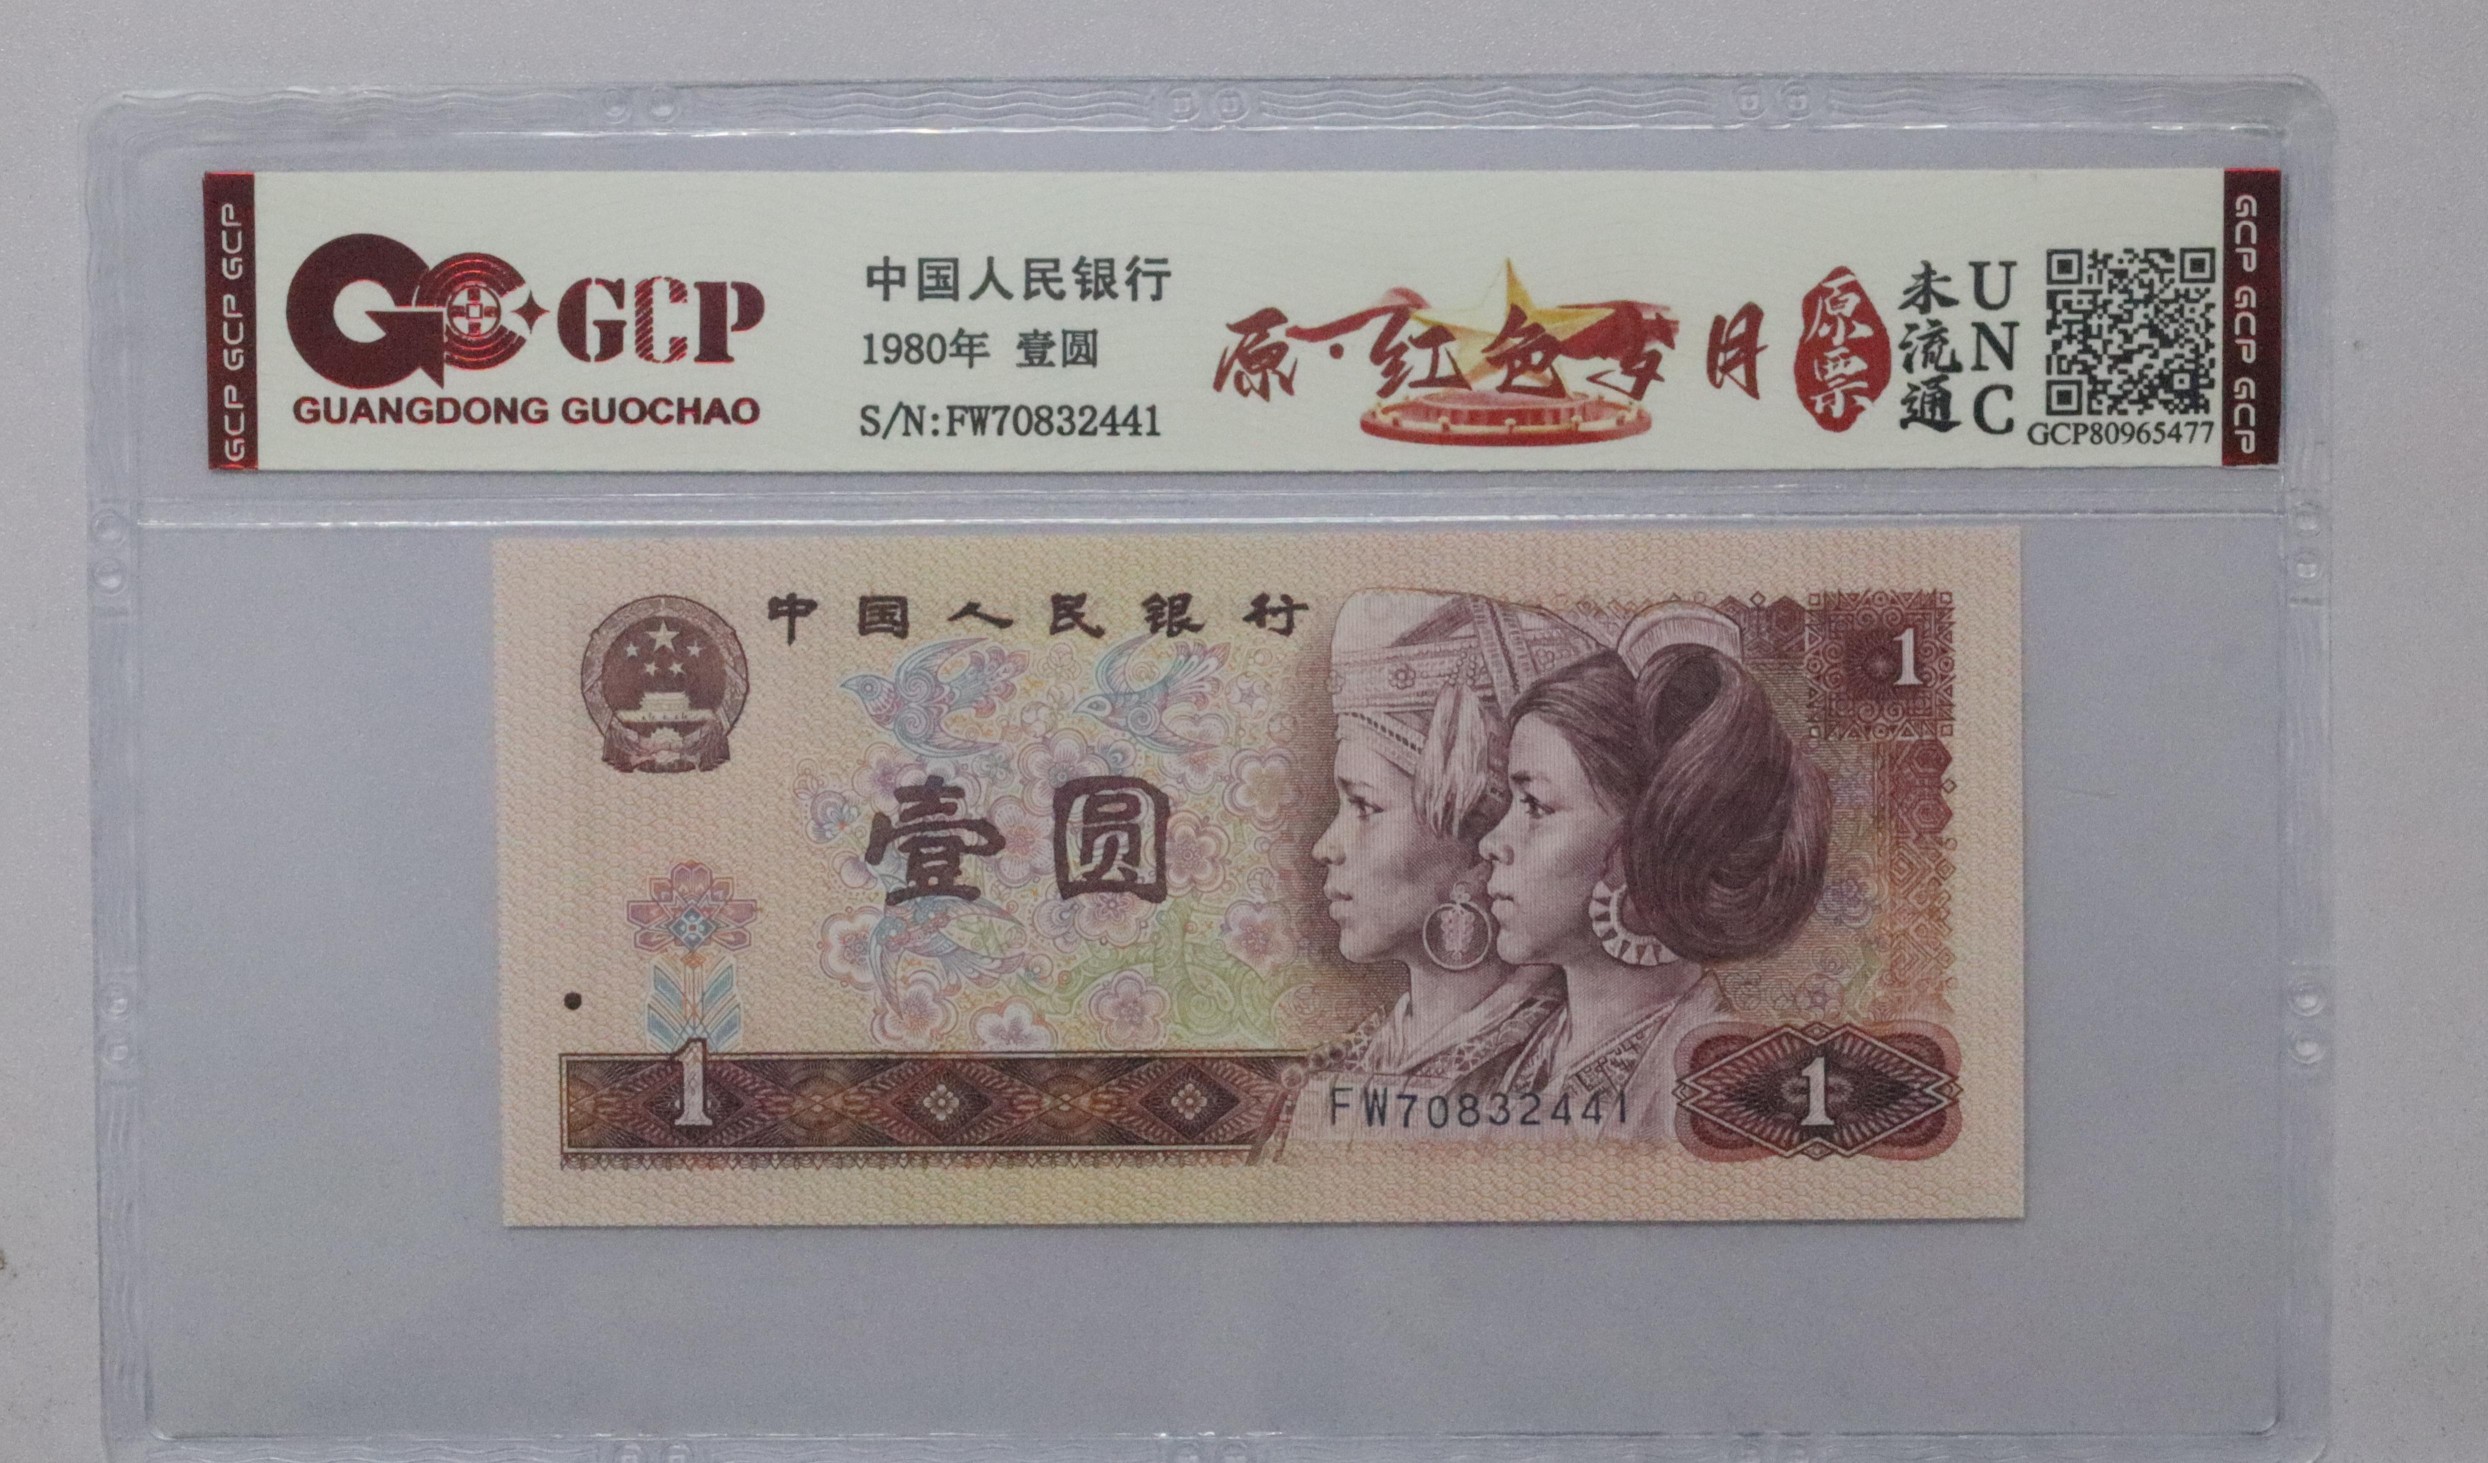 GCP GCP GCP
GCP
GUANGDONG GUOCHAO
中国人民银行
1980年 壹圆
S/N:FW70832441
原·红色岁月
原票
未流通
UNC
GCP80965477
GCP GCP GCP
中国人民银行
1
壹圆
1
FW70832441
1